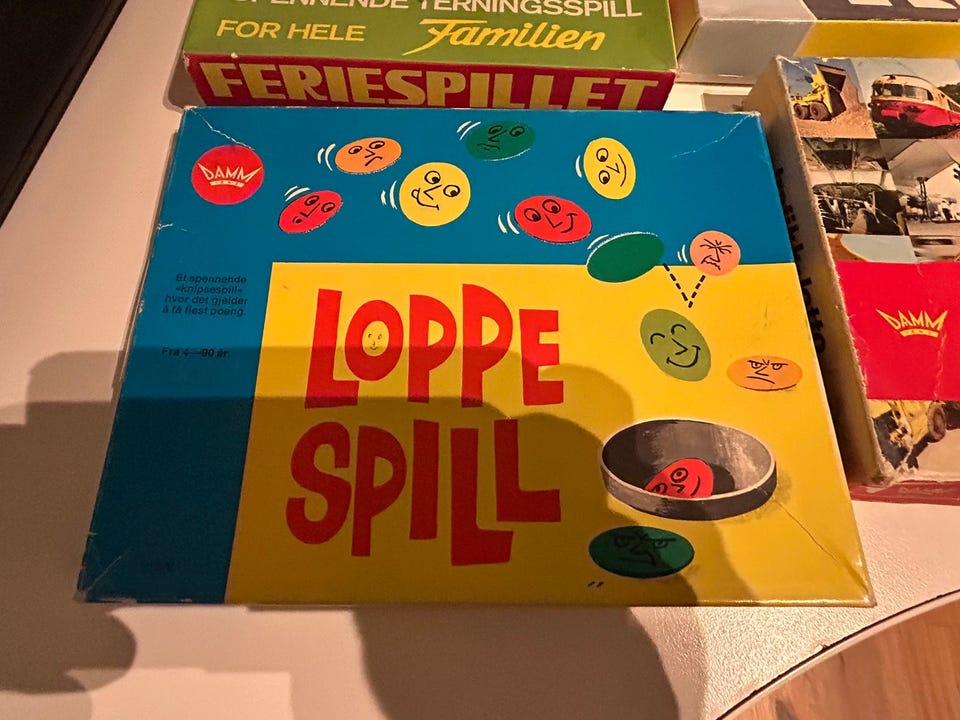 SPENNENDE TERNINGSSPILL
FOR HELE Familien
FERIESPILLET
DAMM
Et spennende
«knipsespill»
hvor det gjelder
å få flest poeng.
Fra 4—90 år.
LOPPE
SPILL
DAMM